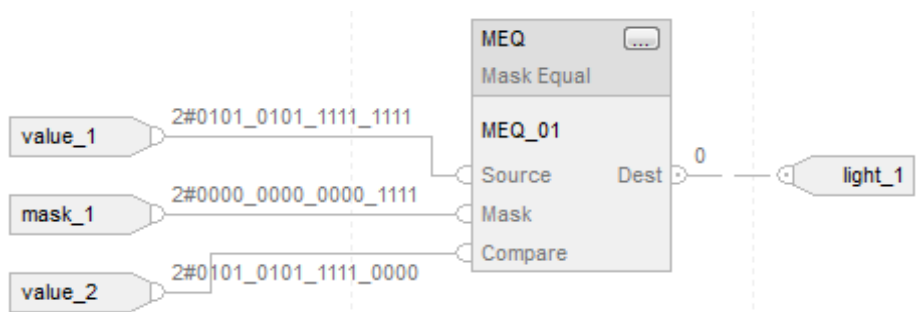 MEQ ...
Mask Equal
2#0101_0101_1111_1111
value_1
MEQ_01
0
Source Dest
light_1
2#0000_0000_0000_1111
mask_1
Mask
Compare
2#0101_0101_1111_0000
value_2